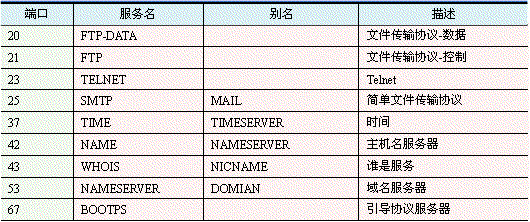 端口 服务名 别名 描述
20 FTP-DATA 文件传输协议-数据
21 FTP 文件传输协议-控制
23 TELNET Telnet
25 SMTP MAIL 简单文件传输协议
37 TIME TIMESERVER 时间
42 NAME NAMESERVER 主机名服务器
43 WHOIS NICNAME 谁是服务
53 NAMESERVER DOMIAN 域名服务器
67 BOOTPS 引导协议服务器